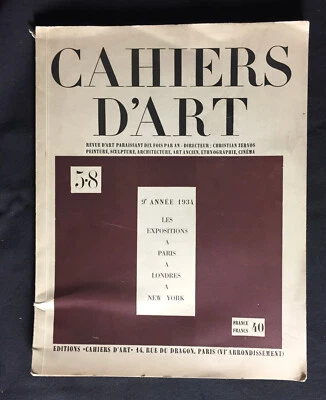 CAHIERS
D'ART
REVUE D'ART PARAISSANT DIX FOIS PAR AN - DIRECTEUR : CHRISTIAN ZERVOS
PEINTURE, SCULPTURE, ARCHITECTURE, ART ANCIEN, ETHNOGRAPHIE, CINÉMA
5-8
9e ANNÉE 1934
LES
EXPOSITIONS
A
PARIS
A
LONDRES
A
NEW YORK
FRANCE
FRANCS 40
EDITIONS «CAHIERS D'ART» 14, RUE DU DRAGON, PARIS (VIe ARRONDISSEMENT)